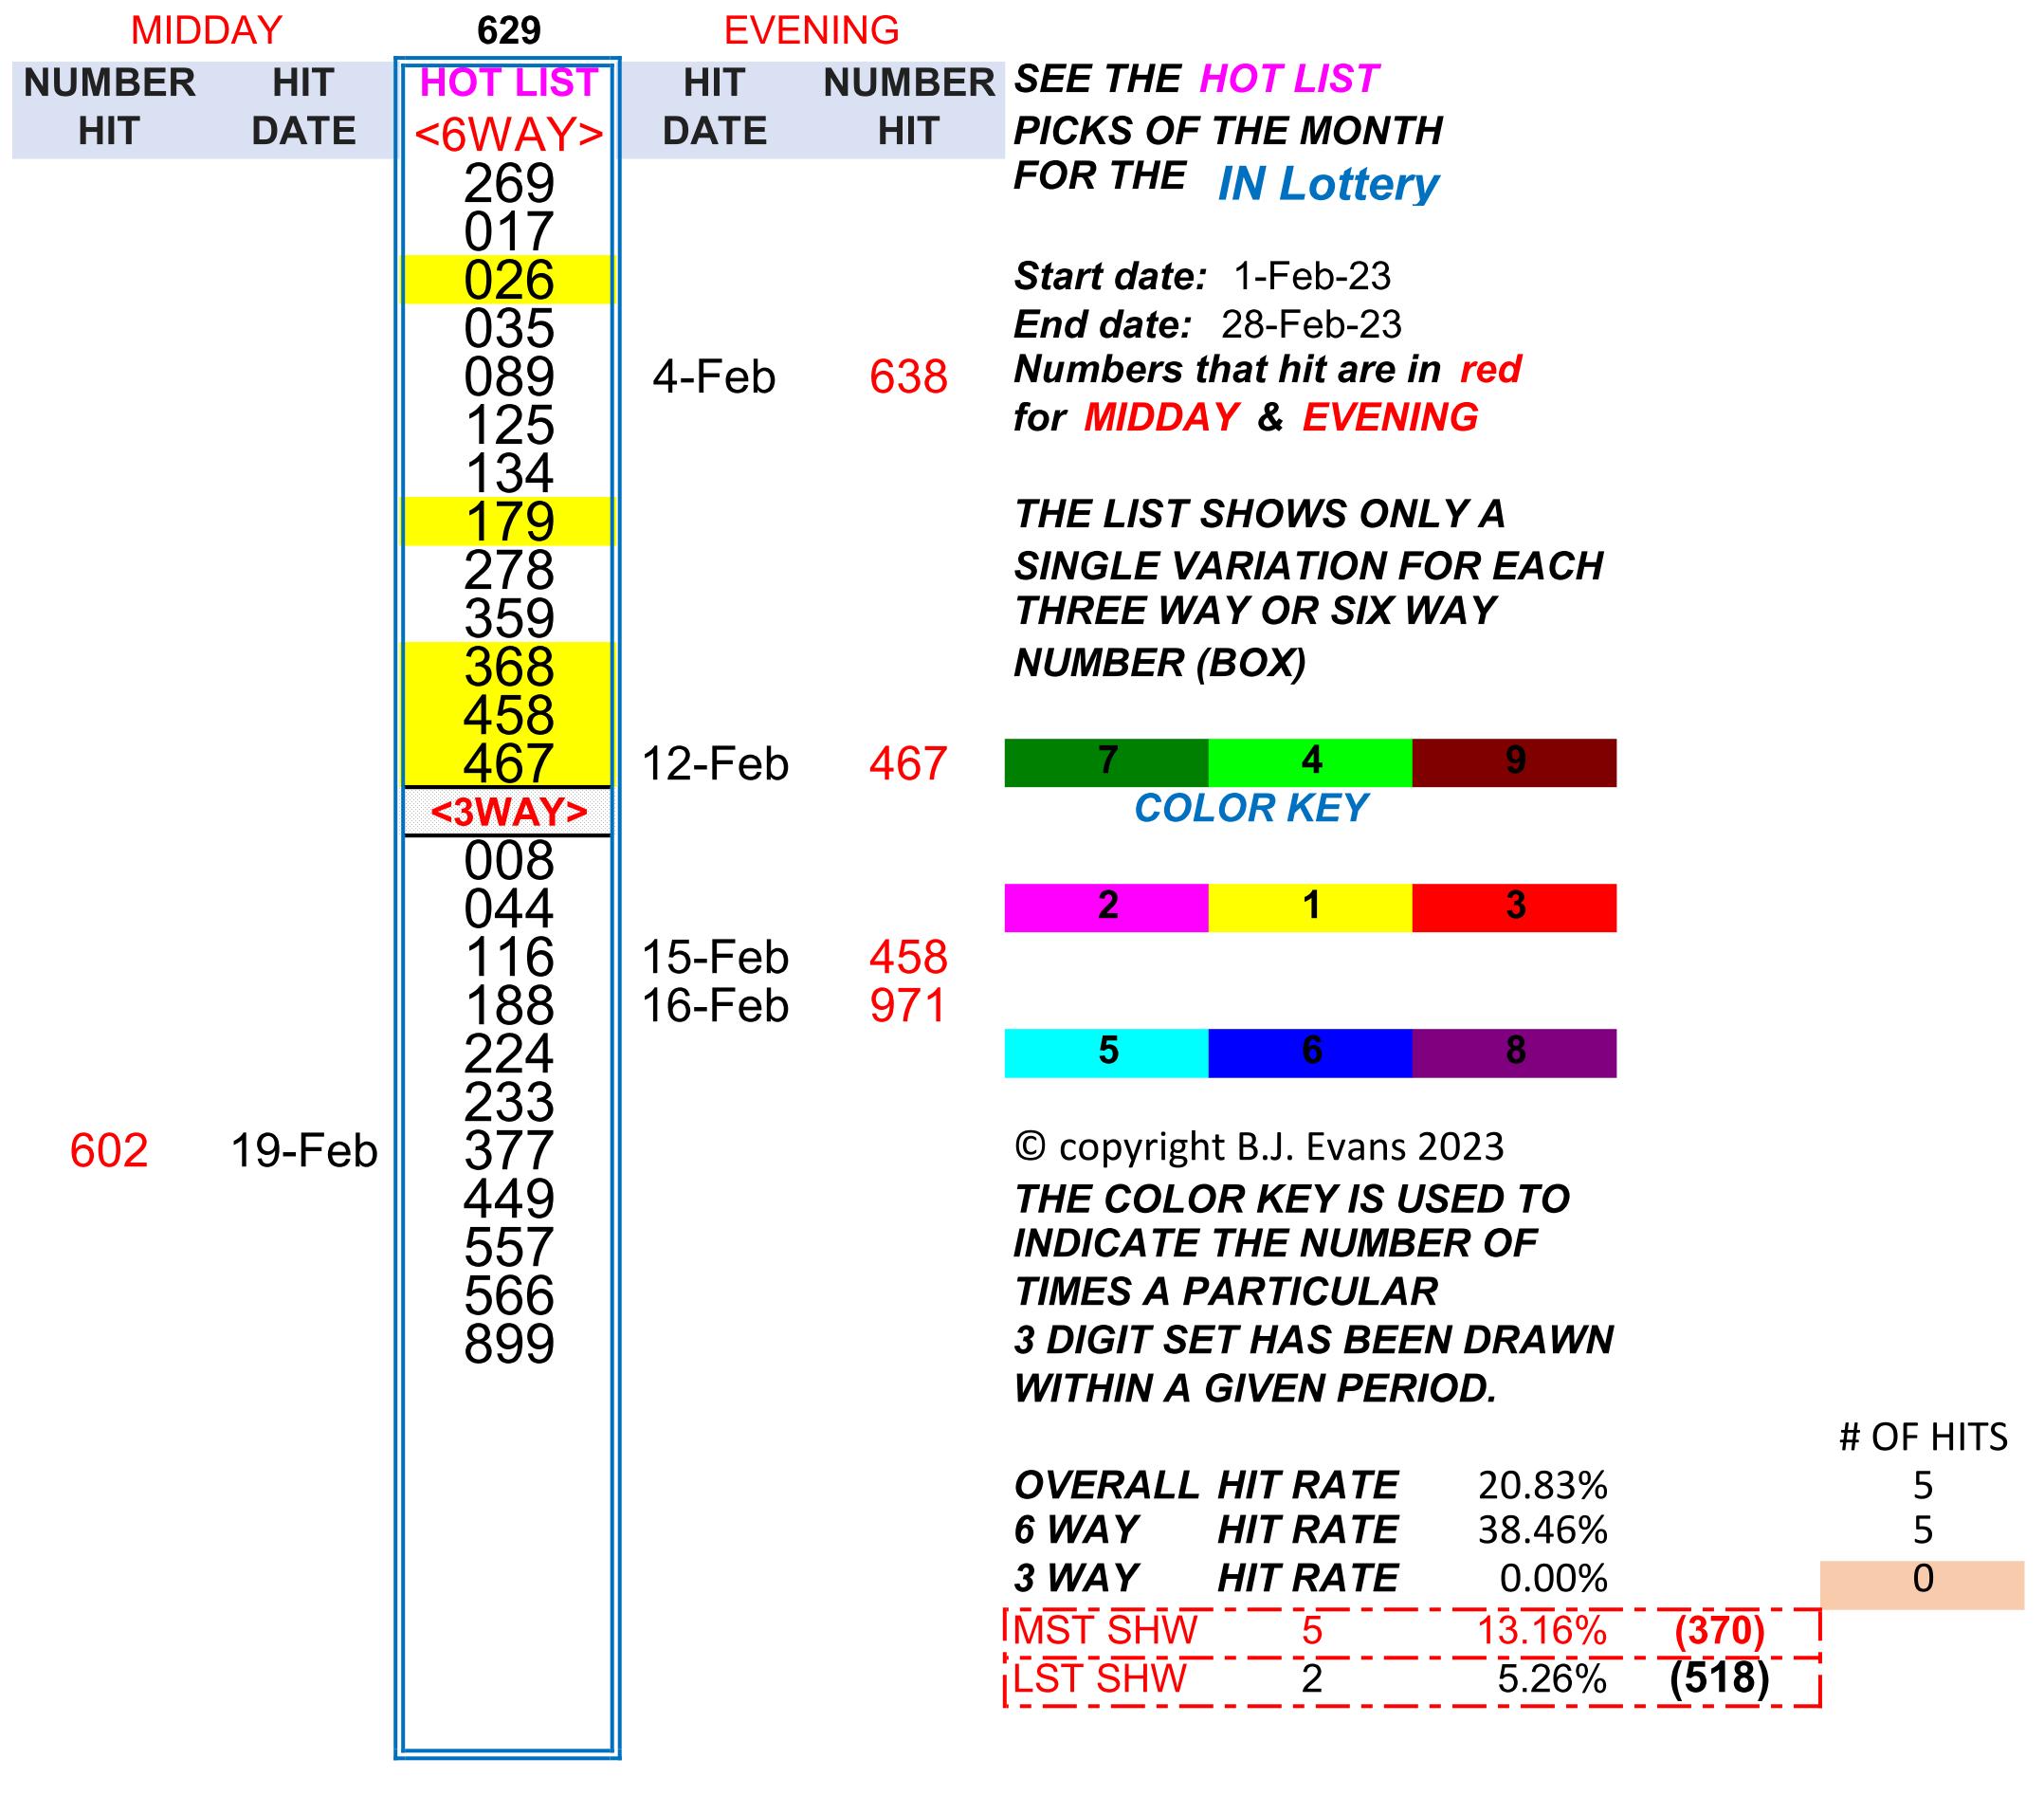 MIDDAY 629 EVENING
NUMBER HIT HOT LIST HIT NUMBER SEE THE HOT LIST
HIT DATE <6WAY> DATE HIT PICKS OF THE MONTH
269 FOR THE IN Lottery
017
026 Start date: 1-Feb-23
035 End date: 28-Feb-23
089 4-Feb 638 Numbers that hit are in red
125 for MIDDAY & EVENING
134
179 THE LIST SHOWS ONLY A
278 SINGLE VARIATION FOR EACH
359 THREE WAY OR SIX WAY
368 NUMBER (BOX)
458
467 12-Feb 467 7 4 9
<3WAY> COLOR KEY
008
044 2 1 3
116 15-Feb 458
188 16-Feb 971
224 5 6 8
233
602 19-Feb 377 © copyright B.J. Evans 2023
449 THE COLOR KEY IS USED TO
557 INDICATE THE NUMBER OF
566 TIMES A PARTICULAR
899 3 DIGIT SET HAS BEEN DRAWN
WITHIN A GIVEN PERIOD.
# OF HITS
OVERALL HIT RATE 20.83% 5
6 WAY HIT RATE 38.46% 5
3 WAY HIT RATE 0.00% 0
MST SHW 5 13.16% (370)
LST SHW 2 5.26% (518)